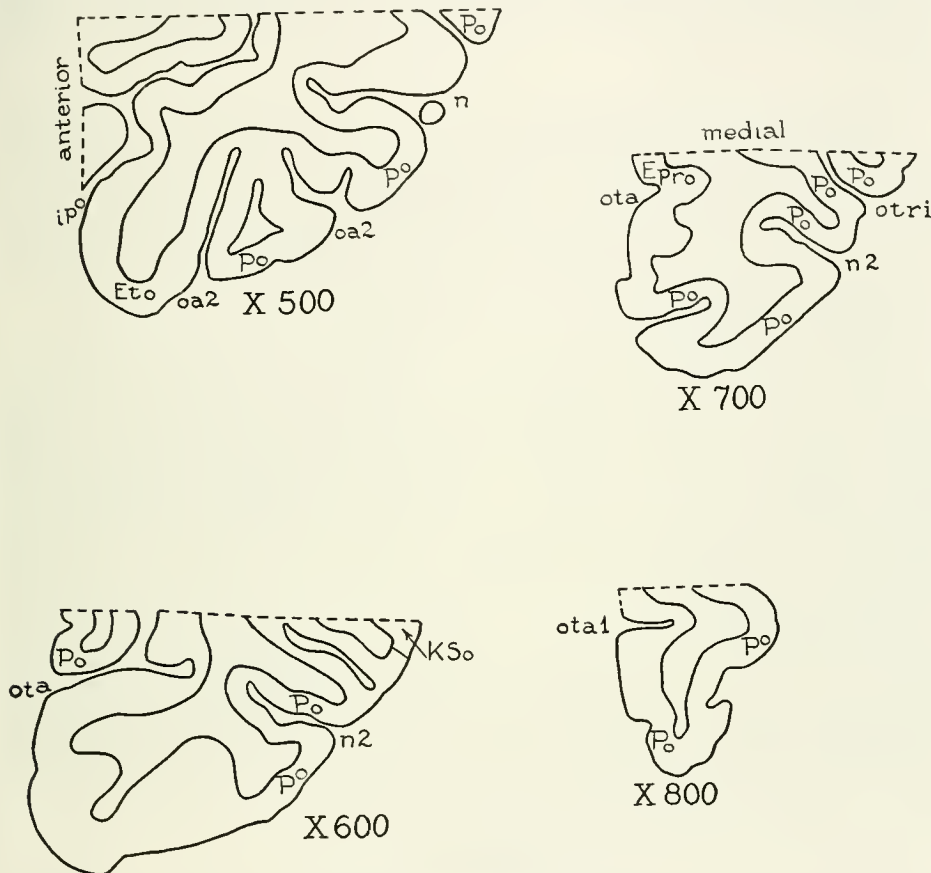 Po
anterior
n
ipo
Po
oa2
Po
Eto
oa2
X 500
medial
Epro
Po
Po
ota
otri
Po
n2
Po
Po
X 700
Po
KSo
ota
Po
n2
Po
X 600
ota1
Po
Po
X 800